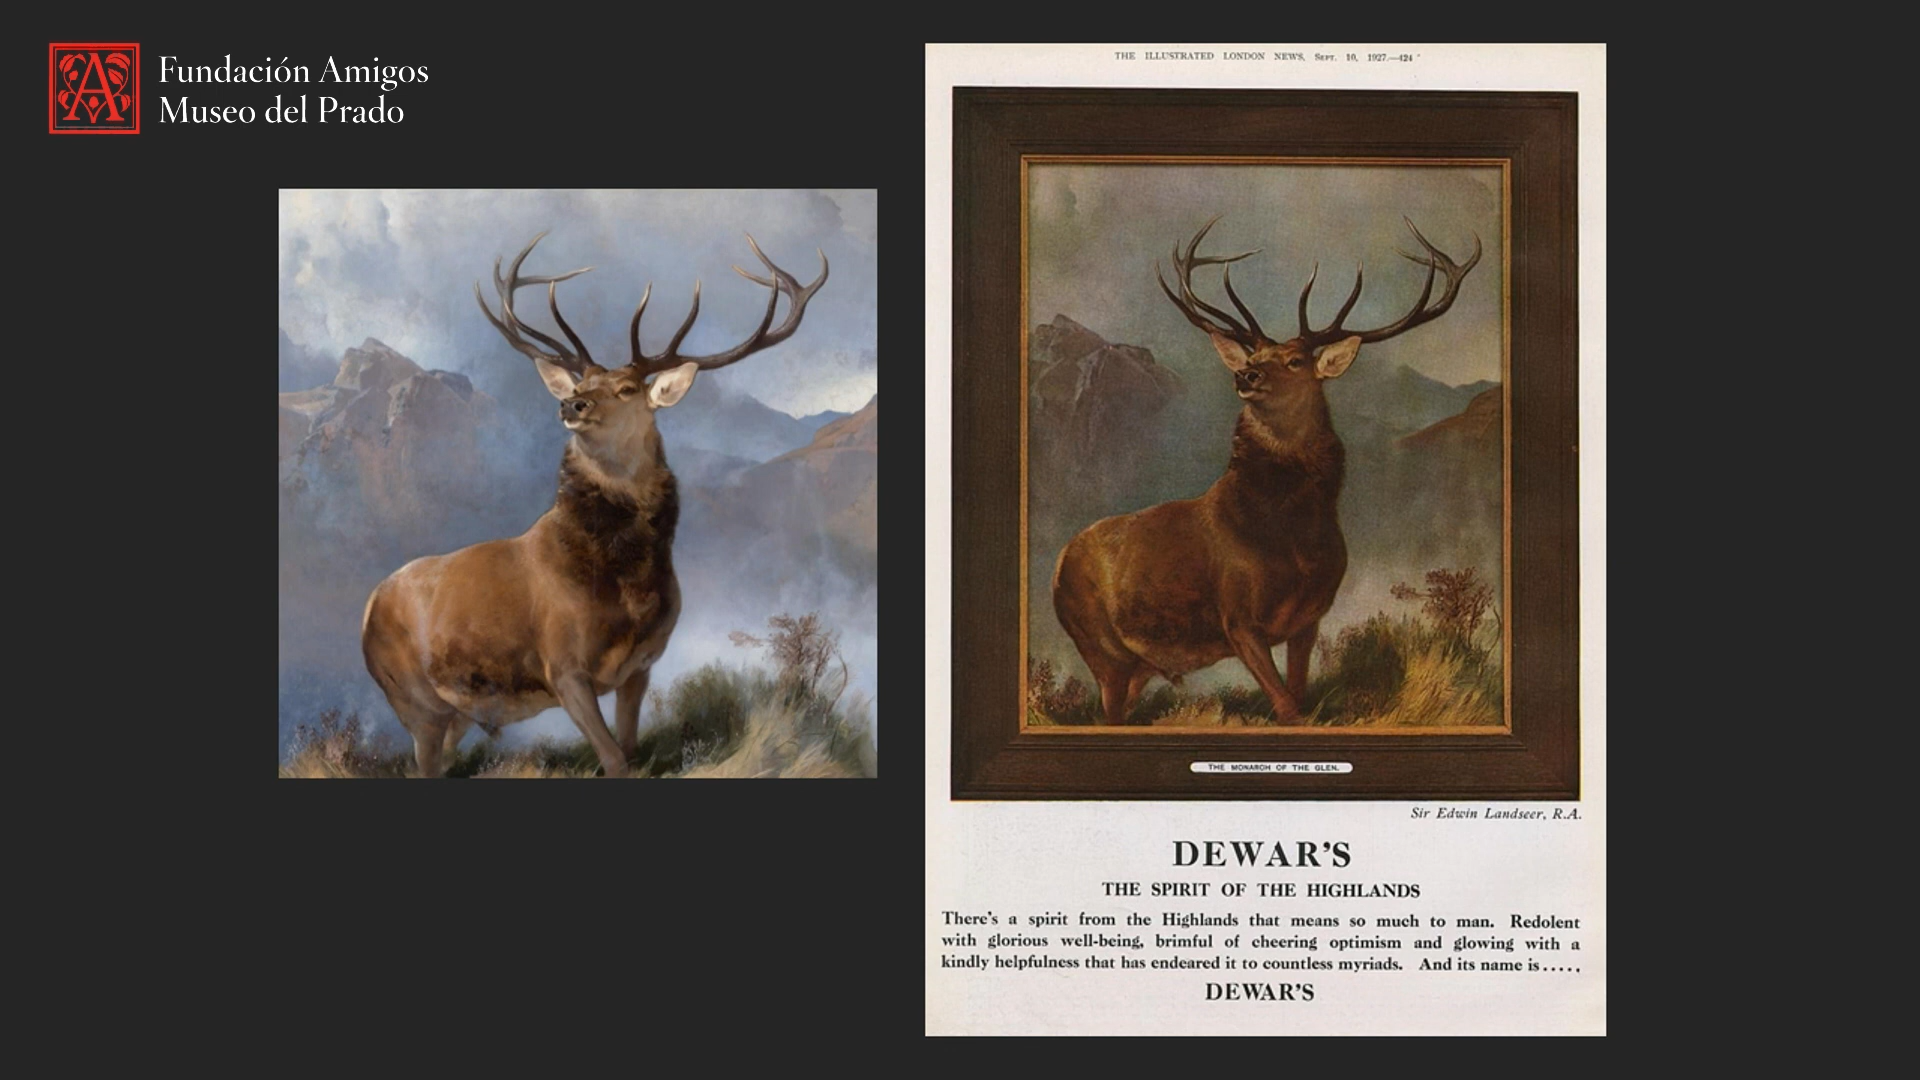 Fundación Amigos
Museo del Prado
THE ILLUSTRATED LONDON NEWS, SEPT. 10, 1927.—424
THE MONARCH OF THE GLEN.
Sir Edwin Landseer, R.A.
DEWAR'S
THE SPIRIT OF THE HIGHLANDS
There's a spirit from the Highlands that means so much to man. Redolent
with glorious well-being, brimful of cheering optimism and glowing with a
kindly helpfulness that has endeared it to countless myriads. And its name is.....
DEWAR'S